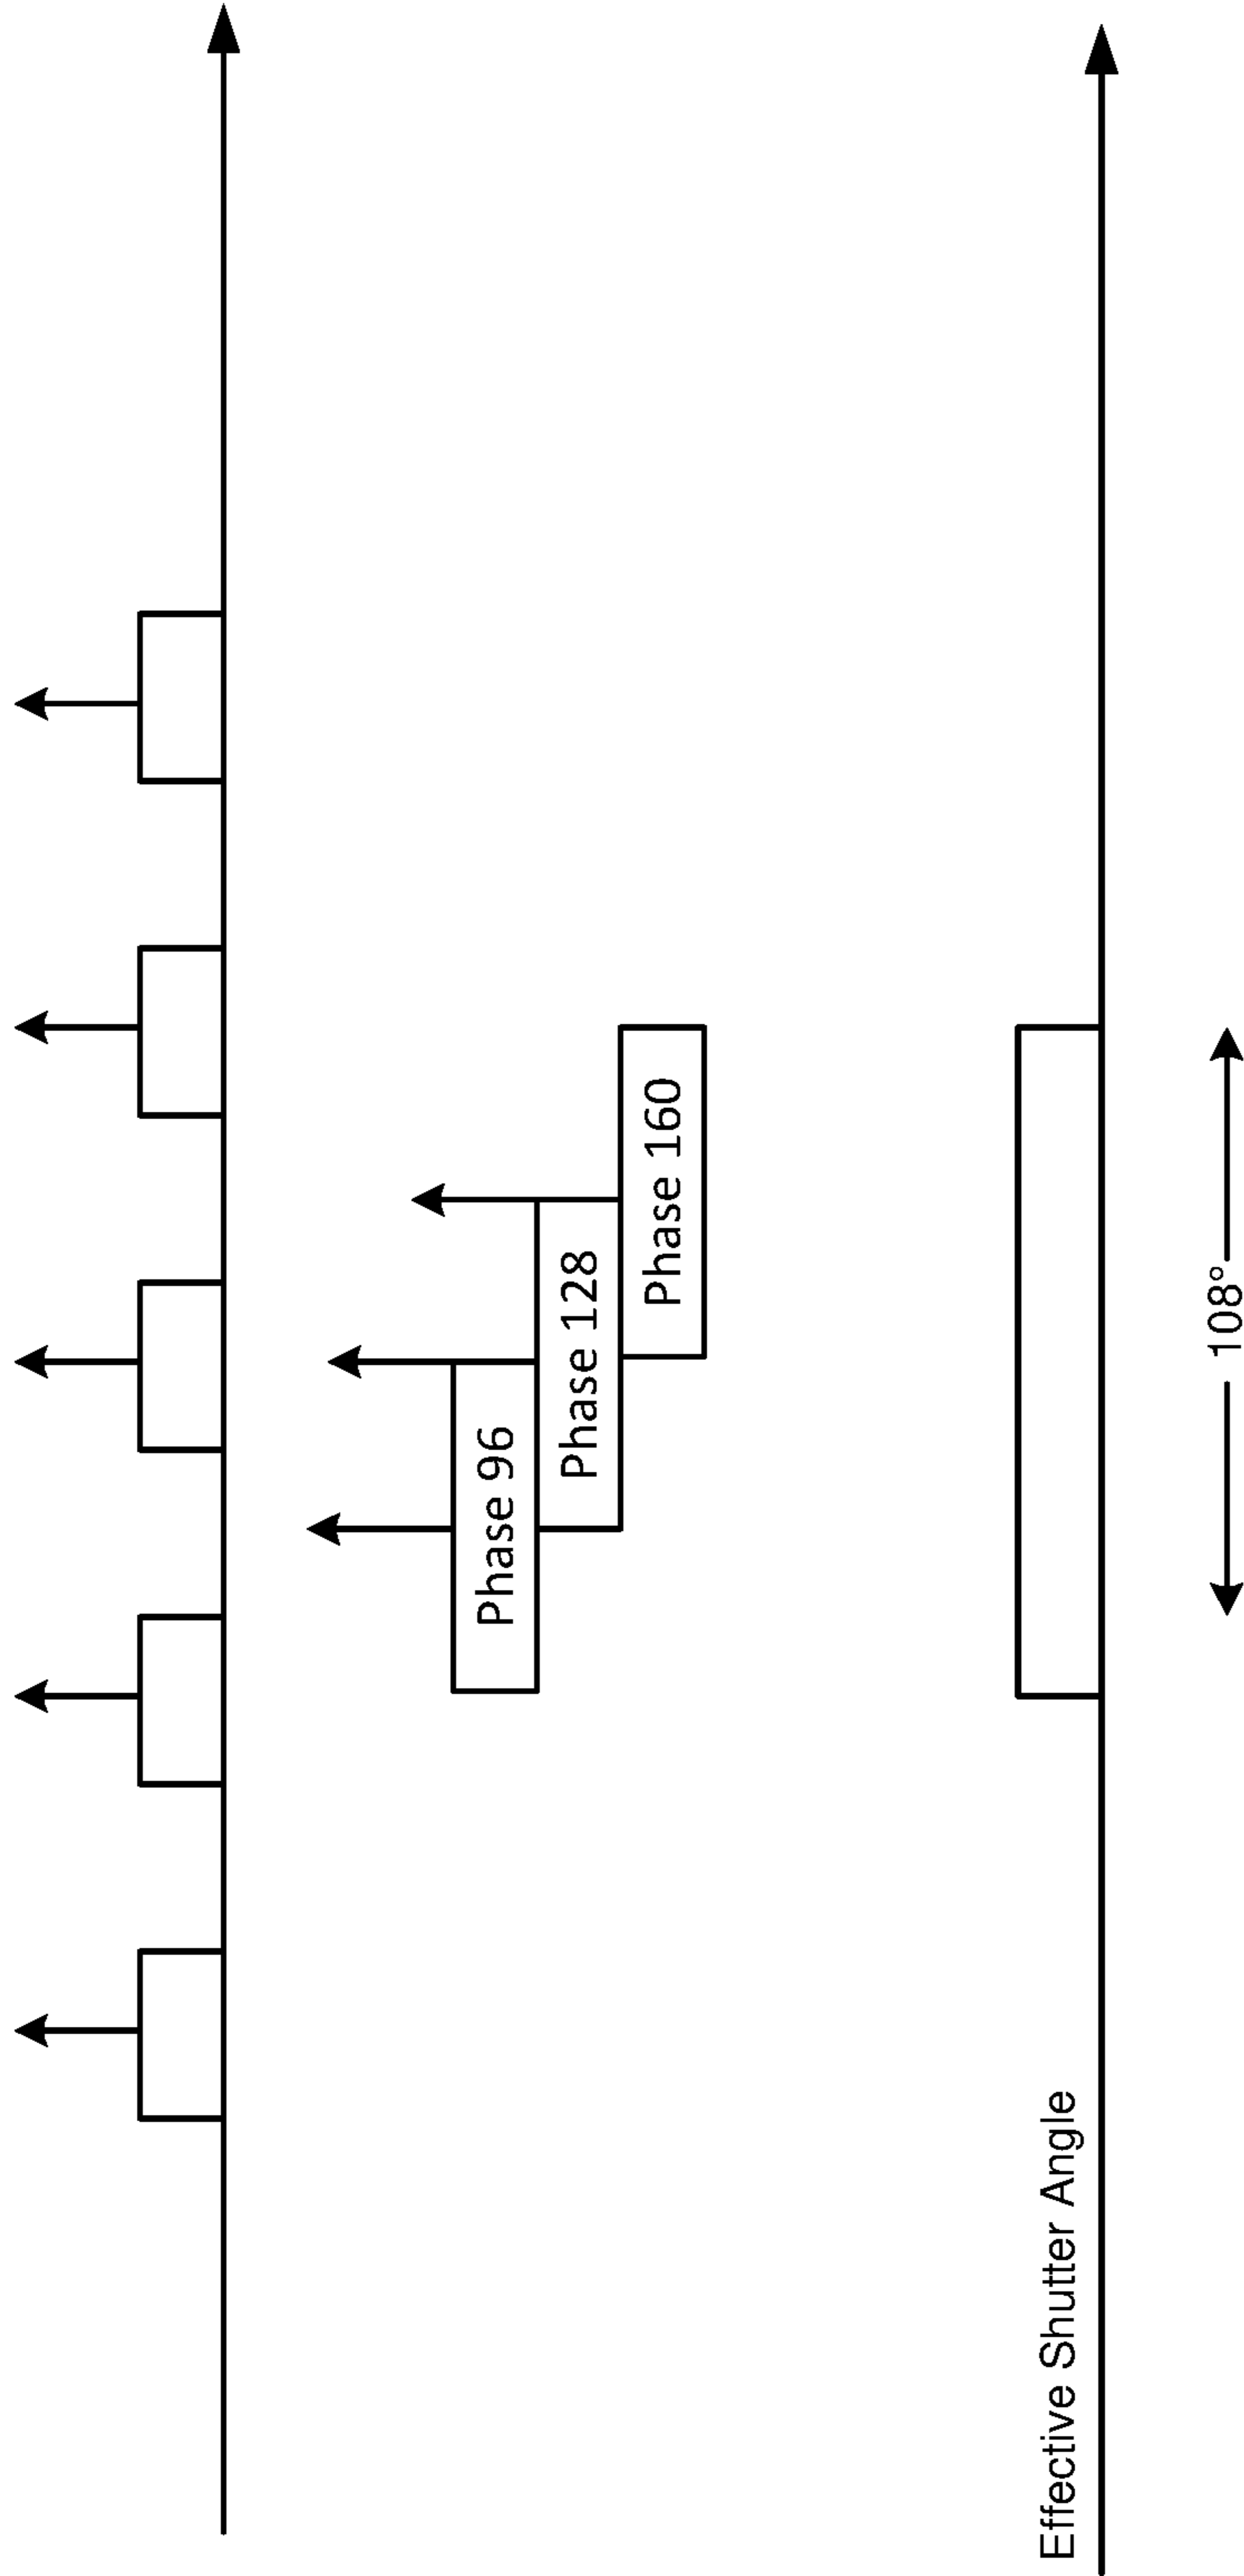 Phase 96
Phase 128
Phase 160
Effective Shutter Angle
108°